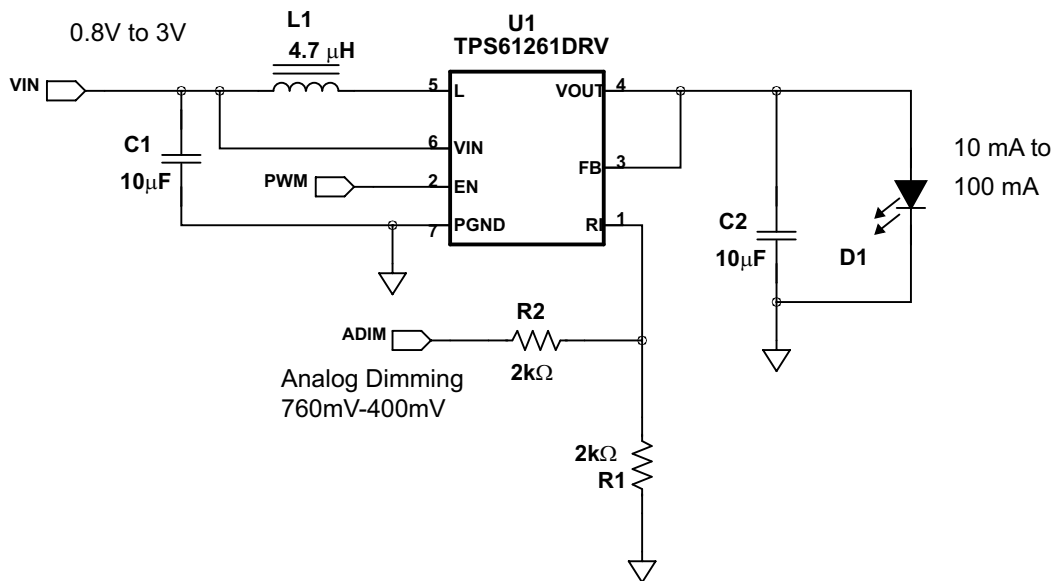 0.8V to 3V
L1
4.7 μH
U1
TPS61261DRV
VIN
C1
10μF
5
L
VOUT
4
6
VIN
FB
3
PWM
2
EN
7
PGND
RI
1
C2
10μF
10 mA to
100 mA
D1
ADIM
R2
2kΩ
Analog Dimming
760mV-400mV
2kΩ
R1